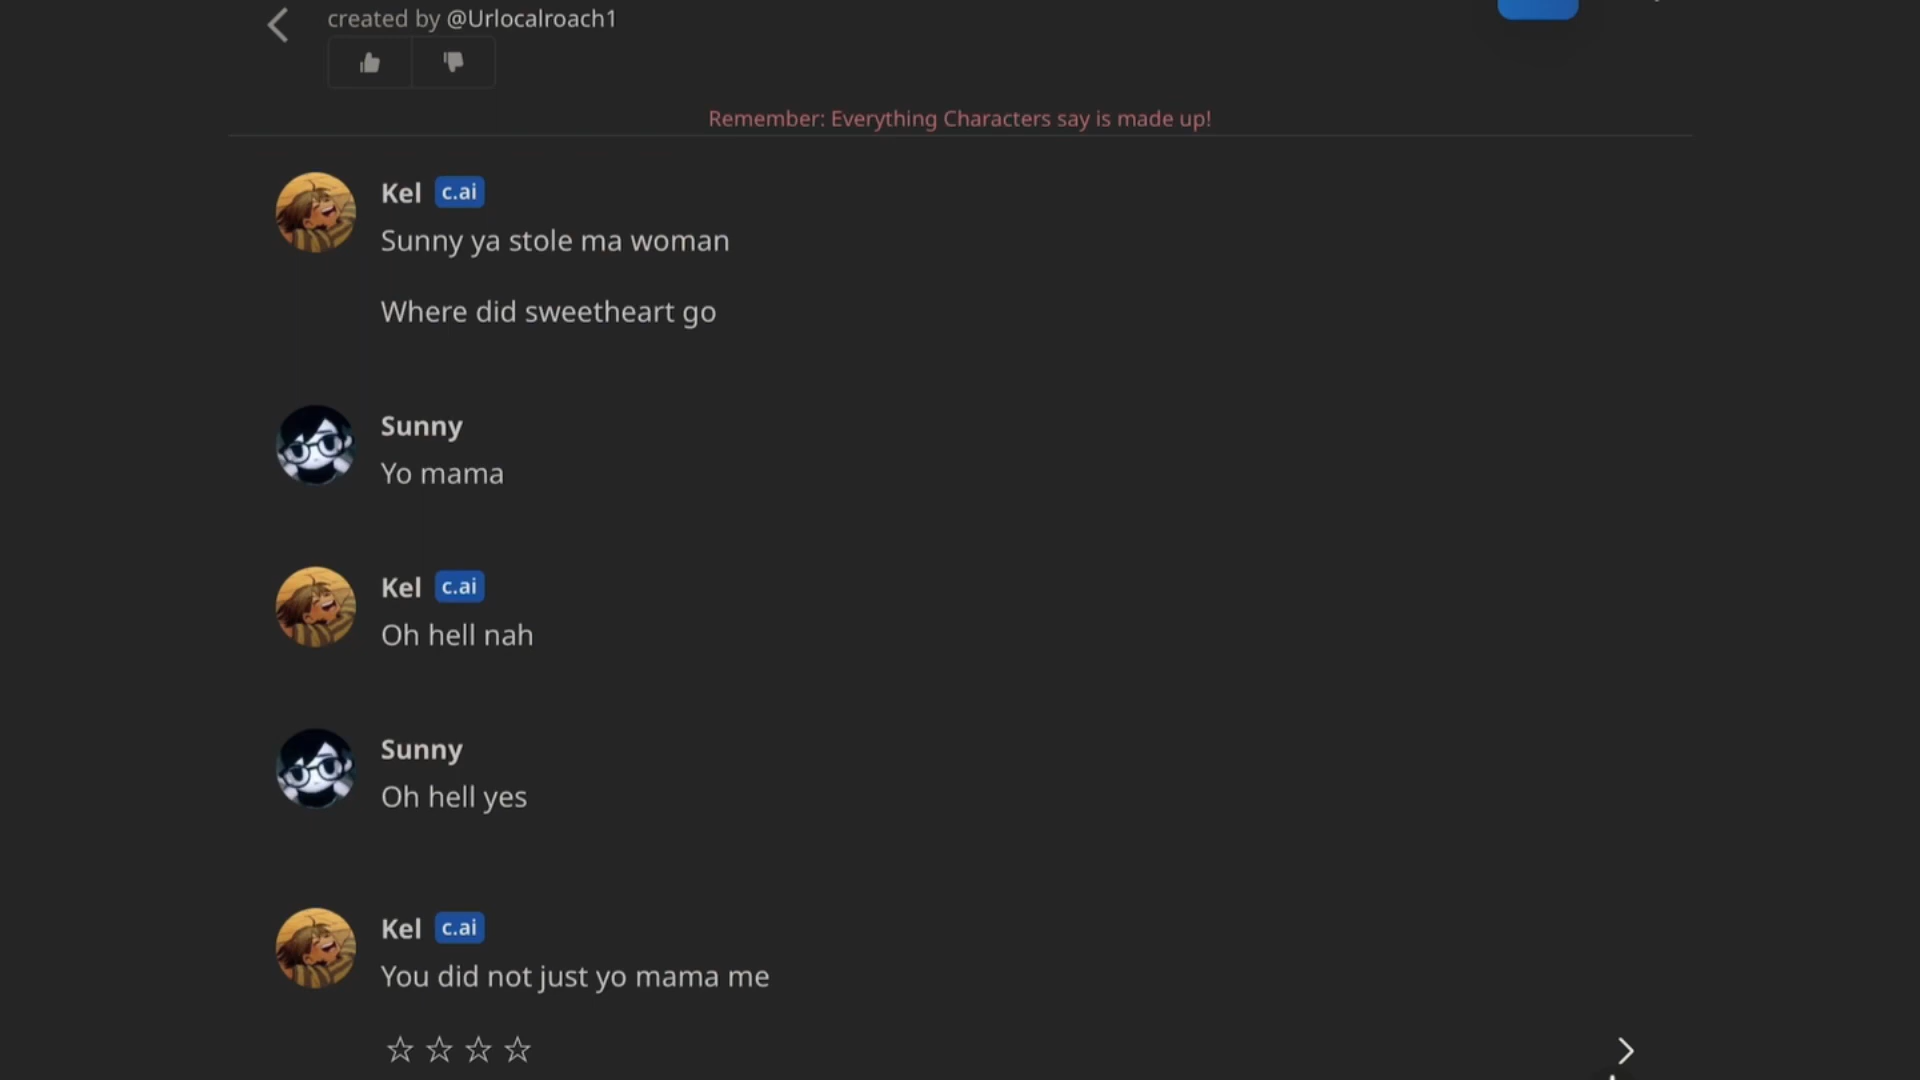 created by @Urlocalroach1
Remember: Everything Characters say is made up!
Kel c.ai
Sunny ya stole ma woman
Where did sweetheart go
Sunny
Yo mama
Kel c.ai
Oh hell nah
Sunny
Oh hell yes
Kel c.ai
You did not just yo mama me